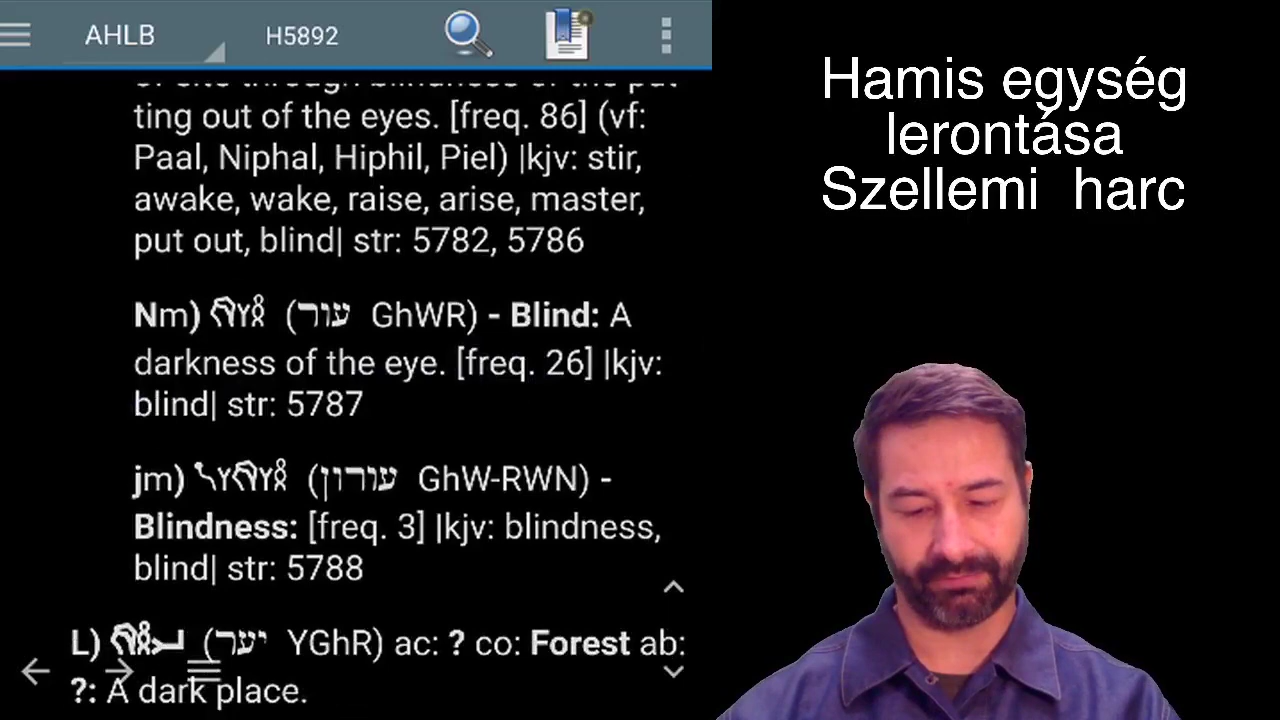 AHLB H5892
ting out of the eyes. [freq. 86] (vf:
Paal, Niphal, Hiphil, Piel) |kjv: stir,
awake, wake, raise, arise, master,
put out, blind| str: 5782, 5786
Nm) (עור GhWR) - Blind: A
darkness of the eye. [freq. 26] |kjv:
blind| str: 5787
jm) (עורון GhW-RWN) -
Blindness: [freq. 3] |kjv: blindness,
blind| str: 5788
L) (יער YGhR) ac: ? co: Forest ab:
?: A dark place.
Hamis egység
lerontása
Szellemi harc